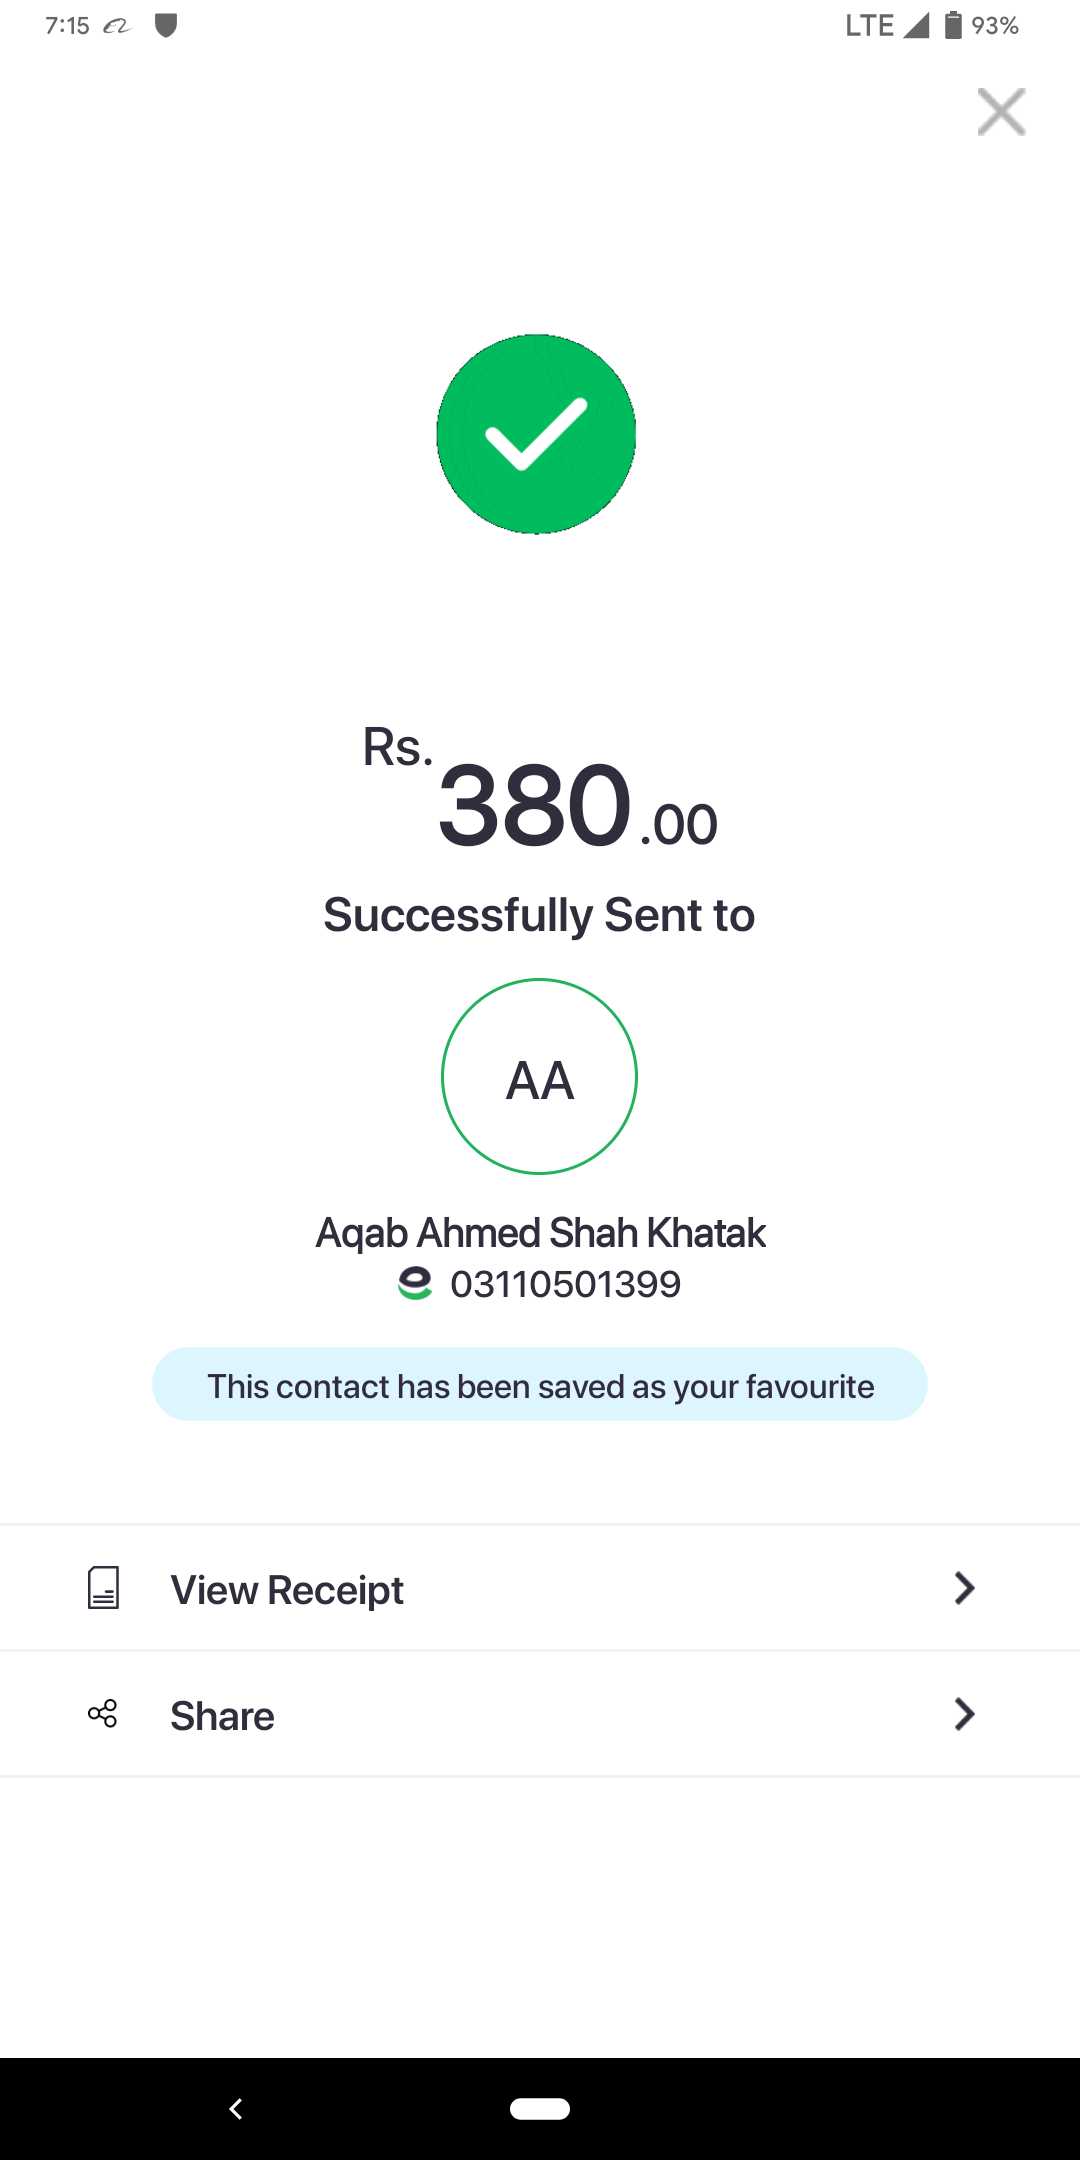 7:15
LTE 93%
Rs.
380.00
Successfully Sent to
AA
Aqab Ahmed Shah Khatak
03110501399
This contact has been saved as your favourite
View Receipt
Share